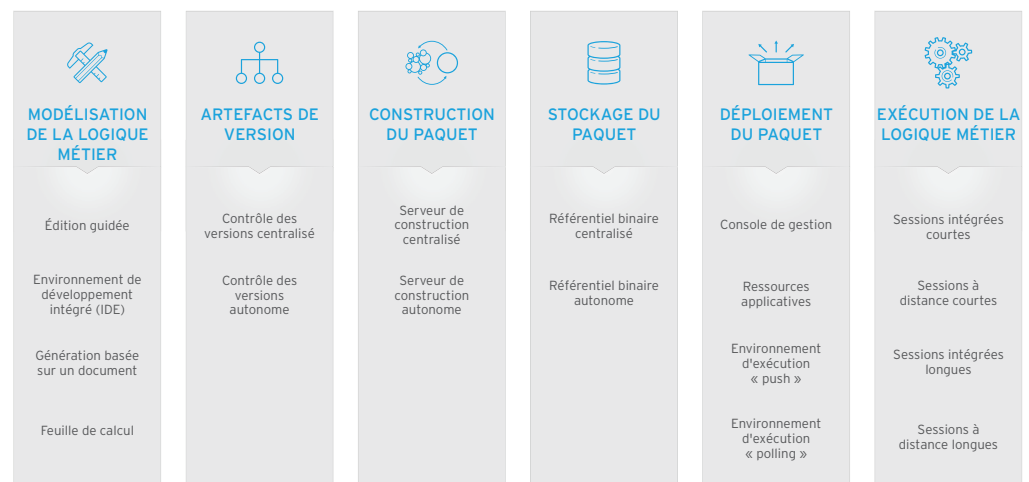 MODÉLISATION
DE LA LOGIQUE
MÉTIER
Édition guidée
Environnement de
développement
intégré (IDE)
Génération basée
sur un document
Feuille de calcul
ARTEFACTS DE
VERSION
Contrôle des
versions centralisé
Contrôle des
versions
autonome
CONSTRUCTION
DU PAQUET
Serveur de
construction
centralisé
Serveur de
construction
autonome
STOCKAGE DU
PAQUET
Référentiel binaire
centralisé
Référentiel binaire
autonome
DÉPLOIEMENT
DU PAQUET
Console de gestion
Ressources
applicatives
Environnement
d'exécution
« push »
Environnement
d'exécution
« polling »
EXÉCUTION DE LA
LOGIQUE MÉTIER
Sessions intégrées
courtes
Sessions à
distance courtes
Sessions intégrées
longues
Sessions à
distance longues